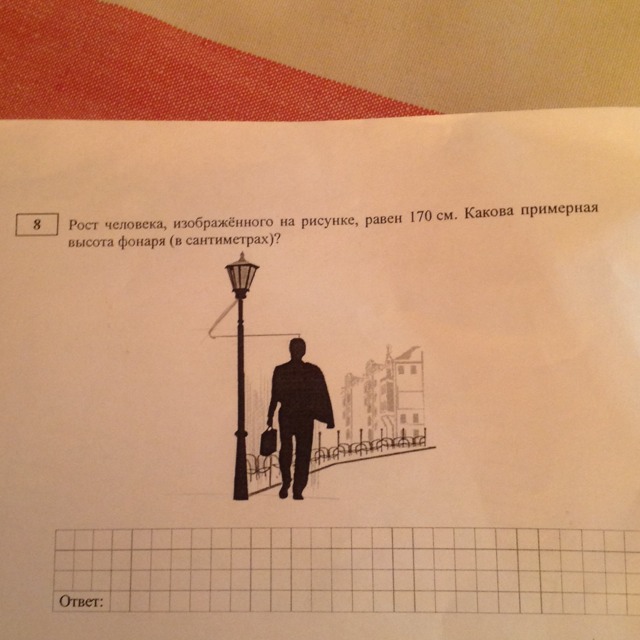 8 Рост человека, изображённого на рисунке, равен 170 см. Какова примерная
высота фонаря (в сантиметрах)?
Ответ: